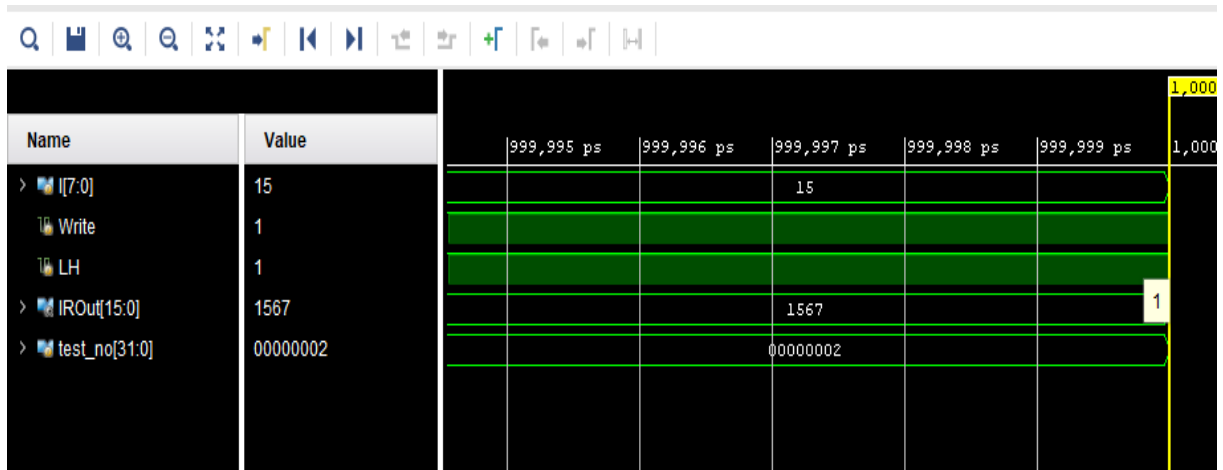 1,000
Name Value 999,995 ps 999,996 ps 999,997 ps 999,998 ps 999,999 ps 1,000
I[7:0] 15 15
Write 1
LH 1
IROut[15:0] 1567 1567 1
test_no[31:0] 00000002 00000002